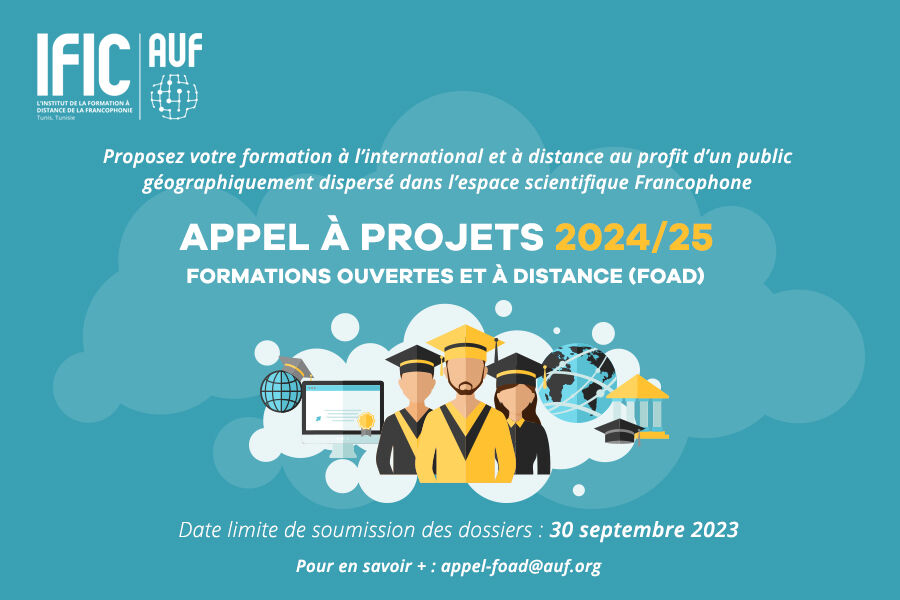 IFIC
L'INSTITUT DE LA FORMATION À
DISTANCE DE LA FRANCOPHONIE
Tunis, Tunisie
AUF
Proposez votre formation à l'international et à distance au profit d'un public
géographiquement dispersé dans l'espace scientifique Francophone
APPEL À PROJETS 2024/25
FORMATIONS OUVERTES ET À DISTANCE (FOAD)
Date limite de soumission des dossiers : 30 septembre 2023
Pour en savoir + : appel-foad@auf.org